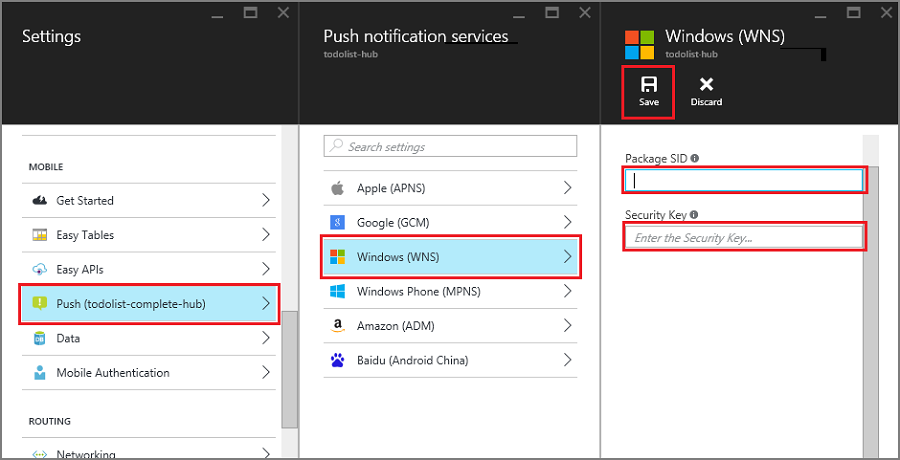 Settings
MOBILE
Get Started
Easy Tables
Easy APIs
Push (todolist-complete-hub)
Data
Mobile Authentication
ROUTING
Networking
Push notification services
todolist-hub
Search settings
Apple (APNS)
Google (GCM)
Windows (WNS)
Windows Phone (MPNS)
Amazon (ADM)
Baidu (Android China)
Windows (WNS)
todolist-hub
Save
Discard
Package SID
Security Key
Enter the Security Key...